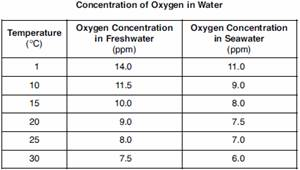 Concentration of Oxygen in Water
Temperature (°C) Oxygen Concentration in Freshwater (ppm) Oxygen Concentration in Seawater (ppm)
1 14.0 11.0
10 11.5 9.0
15 10.0 8.0
20 9.0 7.5
25 8.0 7.0
30 7.5 6.0